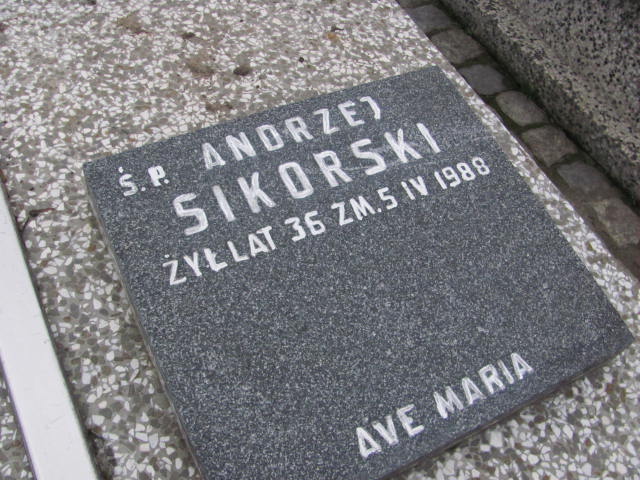 Ś.P. ANDRZEJ
SIKORSKI
ŻYŁ LAT 36 ZM. 5 IV 1988
AVE MARIA